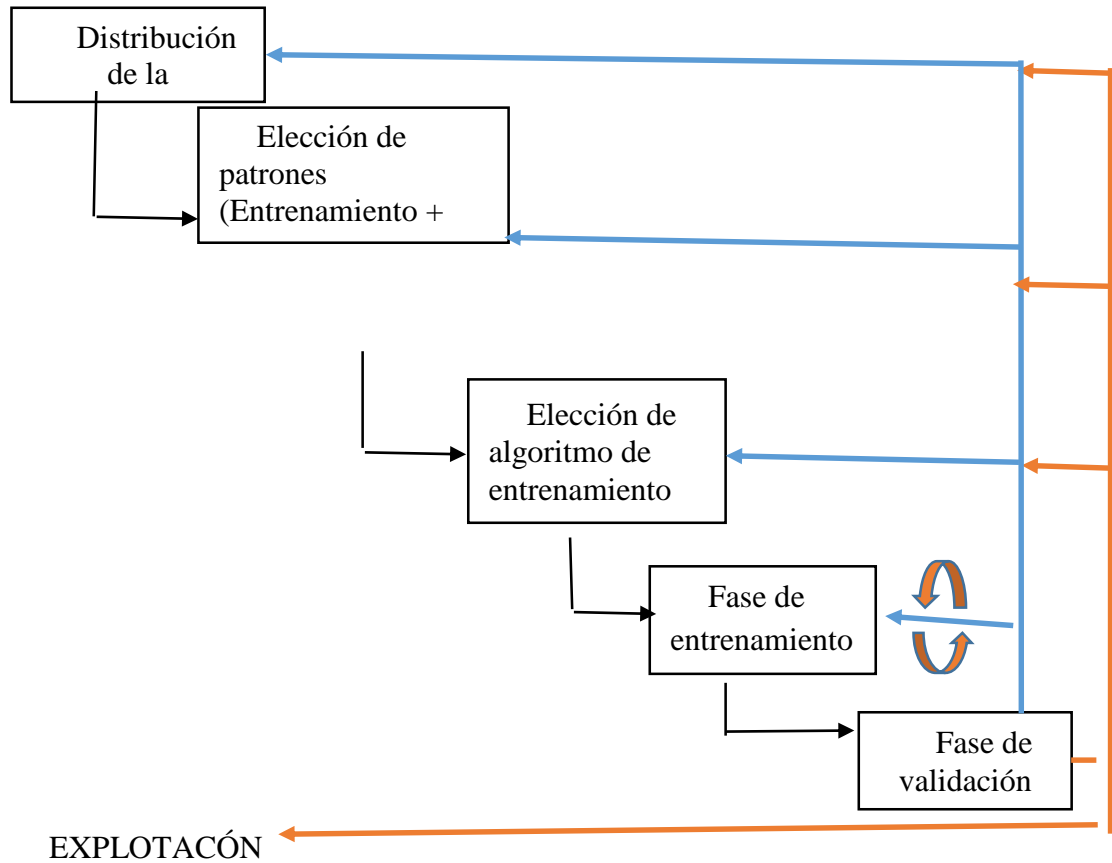 Distribución
de la
Elección de
patrones
(Entrenamiento +
Elección de
algoritmo de
entrenamiento
Fase de
entrenamiento
Fase de
validación
EXPLOTACÓN